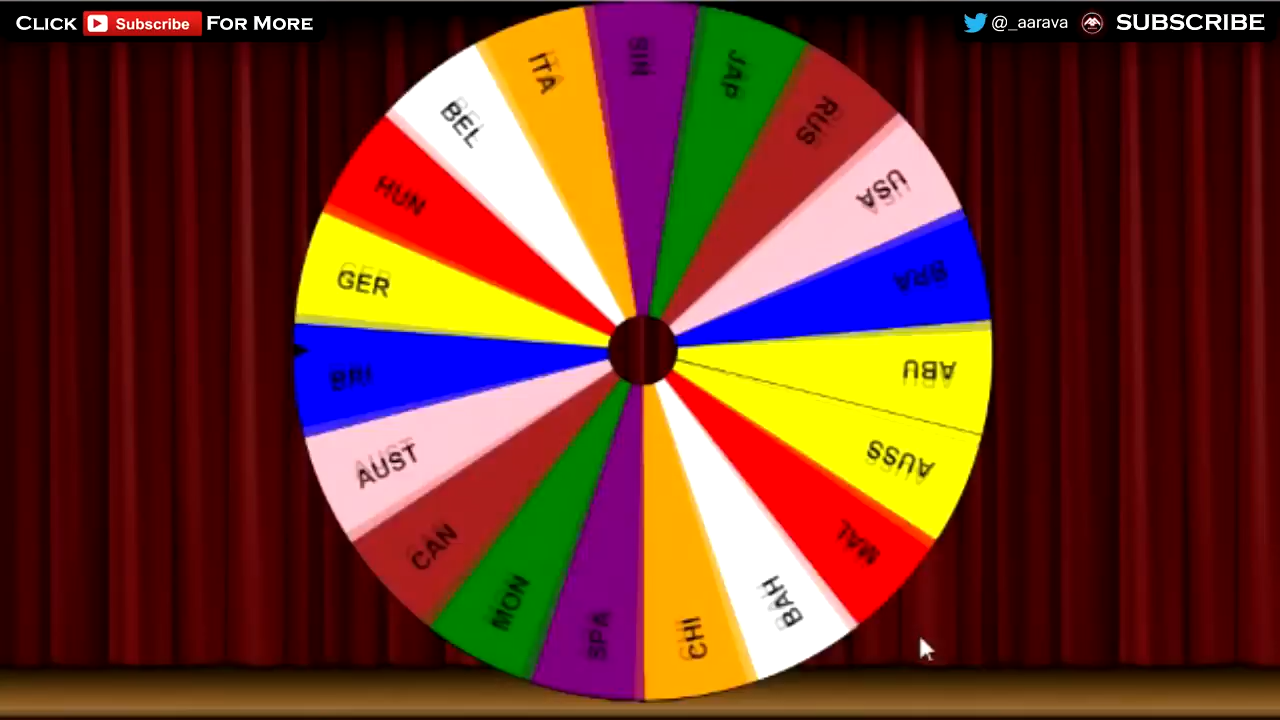 CLICK Subscribe FOR MORE
@_aarava SUBSCRIBE
SIN
JAP
RUS
USA
BRA
ABU
AUSS
MAL
BAH
CHI
SPA
MON
CAN
AUST
BRI
GER
HUN
BEL
ITA